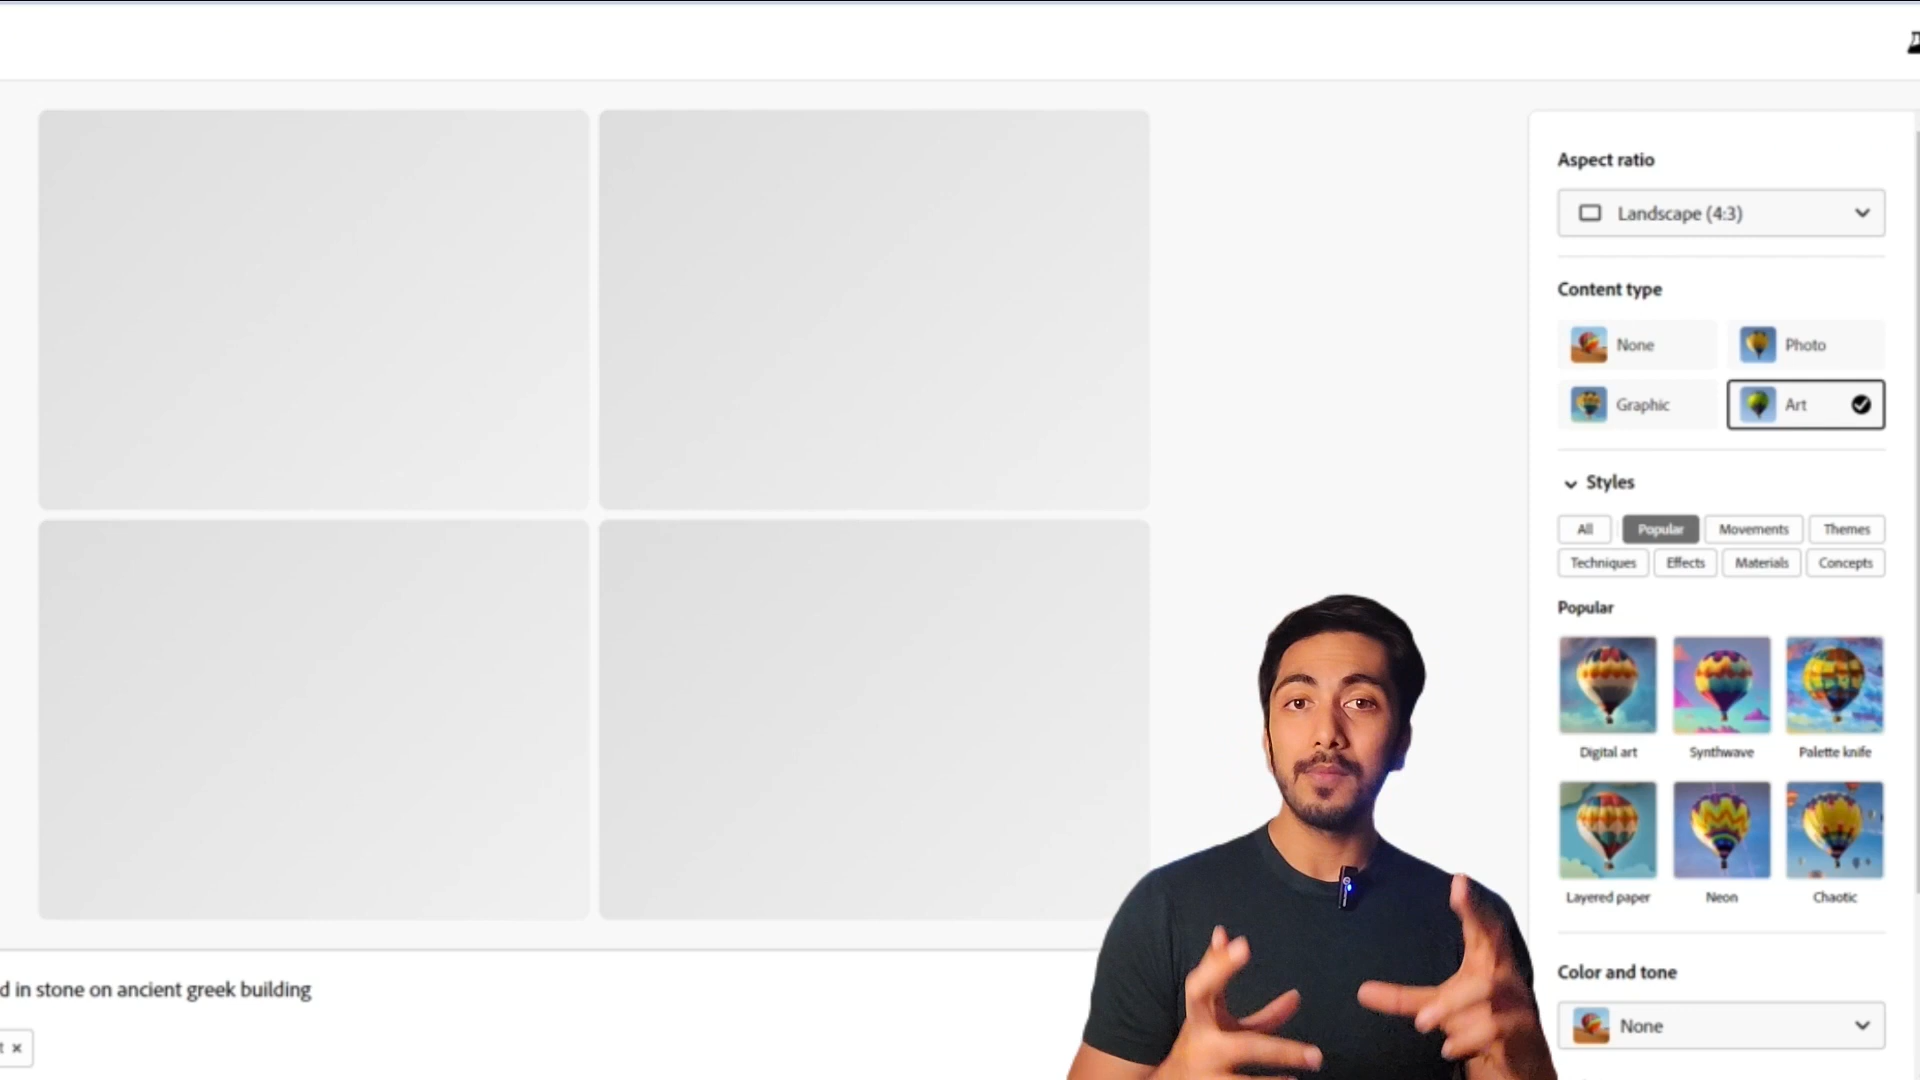 Aspect ratio
Landscape (4:3)
Content type
None
Photo
Graphic
Art
Styles
All
Popular
Movements
Themes
Techniques
Effects
Materials
Concepts
Popular
Digital art
Synthwave
Palette knife
Layered paper
Neon
Chaotic
Color and tone
None
d in stone on ancient greek building
t ×